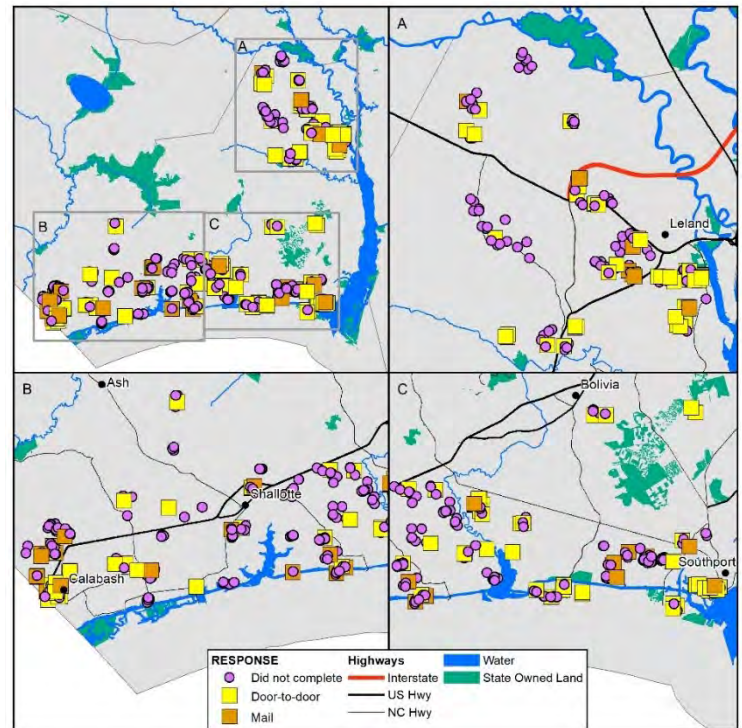 A
B
C
A
Leland
B
Ash
Shallotte
Calabash
C
Bolivia
Southport
RESPONSE
Did not complete
Door-to-door
Mail
Highways
Interstate
US Hwy
NC Hwy
Water
State Owned Land